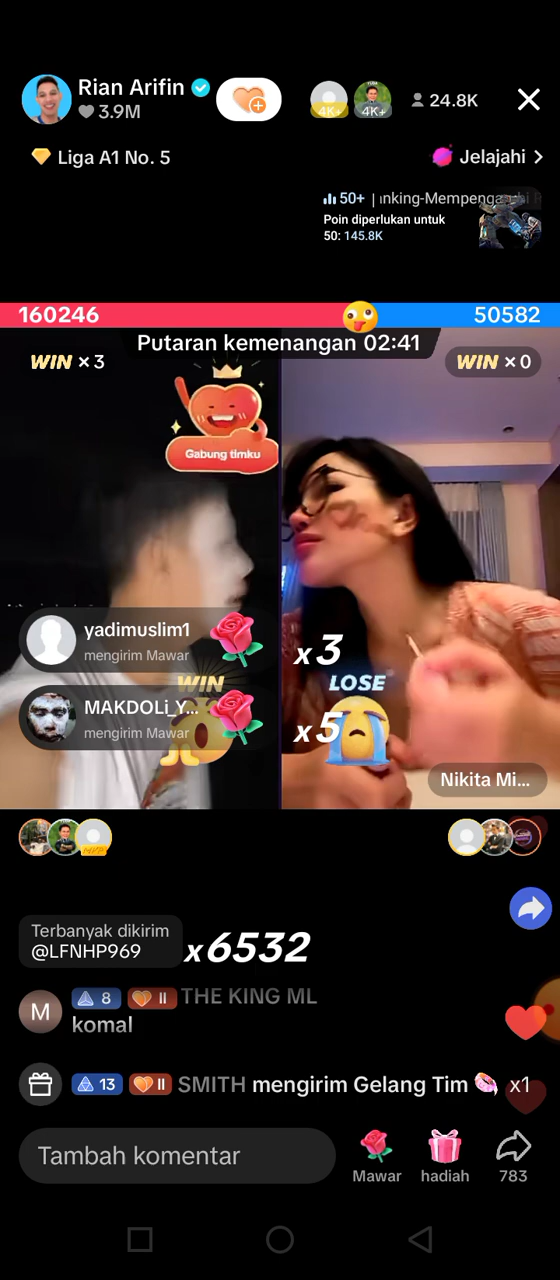 Rian Arifin
3.9M
4K+
4K+
24.8K
Liga A1 No. 5
Jelajahi
50+
Poin diperlukan untuk
50: 145.8K
160246
50582
Putaran kemenangan 02:41
WIN x 3
WIN x 0
Gabung timku
yadimuslim1
mengirim Mawar
x3
WIN
LOSE
MAKDOLi_Y...
mengirim Mawar
x5
Nikita Mi...
Terbanyak dikirim
@LFNHP969
x6532
M
8
II
THE KING ML
komal
13
II
SMITH mengirim Gelang Tim x1
Tambah komentar
Mawar
hadiah
783